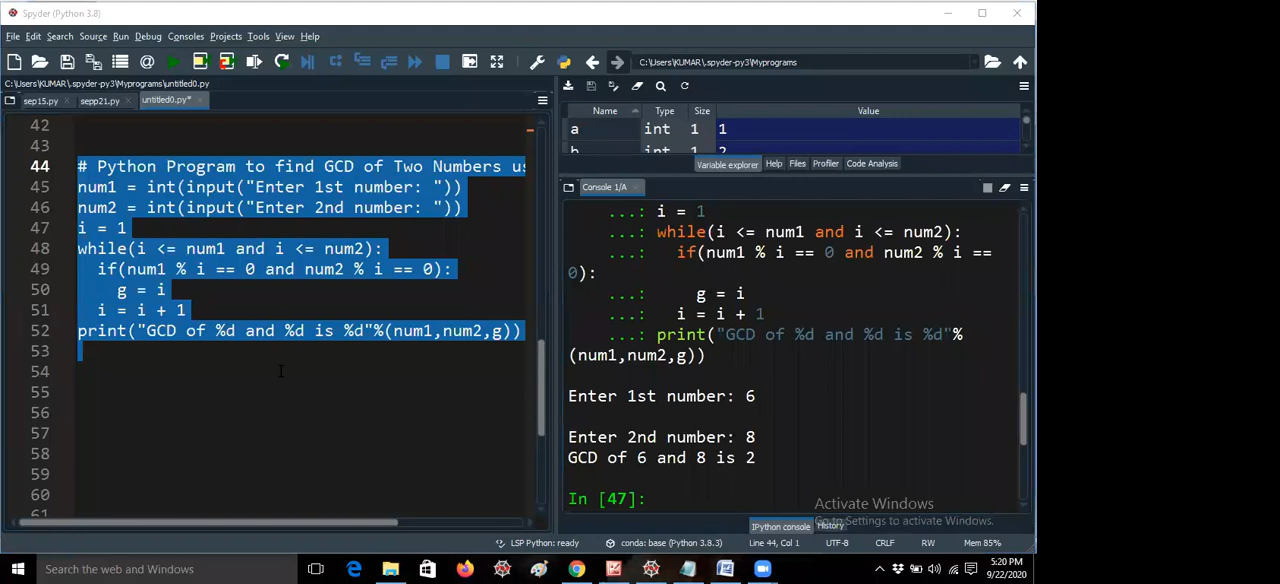 Spyder (Python 3.8)
File Edit Search Source Run Debug Consoles Projects Tools View Help
C:\Users\KUMAR\.spyder-py3\Myprograms
C:\Users\KUMAR\.spyder-py3\Myprograms\untitled0.py
sep15.py sepp21.py untitled0.py*
42
43
44 # Python Program to find GCD of Two Numbers us
45 num1 = int(input("Enter 1st number: "))
46 num2 = int(input("Enter 2nd number: "))
47 i = 1
48 while(i <= num1 and i <= num2):
49 if(num1 % i == 0 and num2 % i == 0):
50 g = i
51 i = i + 1
52 print("GCD of %d and %d is %d"%(num1,num2,g))
53
54
55
56
57
58
59
60
61
Name Type Size Value
a int 1 1
b int 1 2
Variable explorer Help Files Profiler Code Analysis
Console 1/A
...: i = 1
...: while(i <= num1 and i <= num2):
...: if(num1 % i == 0 and num2 % i ==
0):
...: g = i
...: i = i + 1
...: print("GCD of %d and %d is %d"%
(num1,num2,g))
Enter 1st number: 6
Enter 2nd number: 8
GCD of 6 and 8 is 2
In [47]:
Activate Windows
Go to Settings to activate Windows.
IPython console History
LSP Python: ready conda: base (Python 3.8.3) Line 44, Col 1 UTF-8 CRLF RW Mem 85%
Search the web and Windows
5:20 PM
9/22/2020